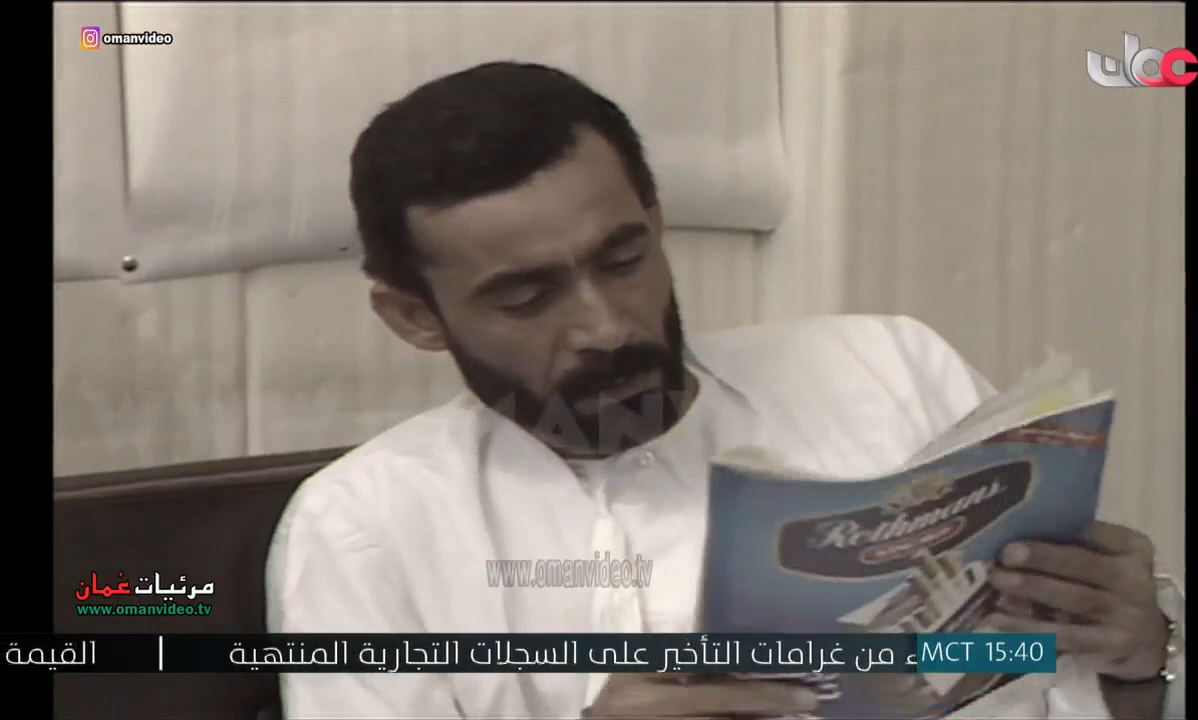 omanvideo
عمان
Rothmans
www.omanvideo.tv
مرئيات عُمان
www.omanvideo.tv
ء من غرامات التأخير على السجلات التجارية المنتهية | القيمة
MCT 15:40